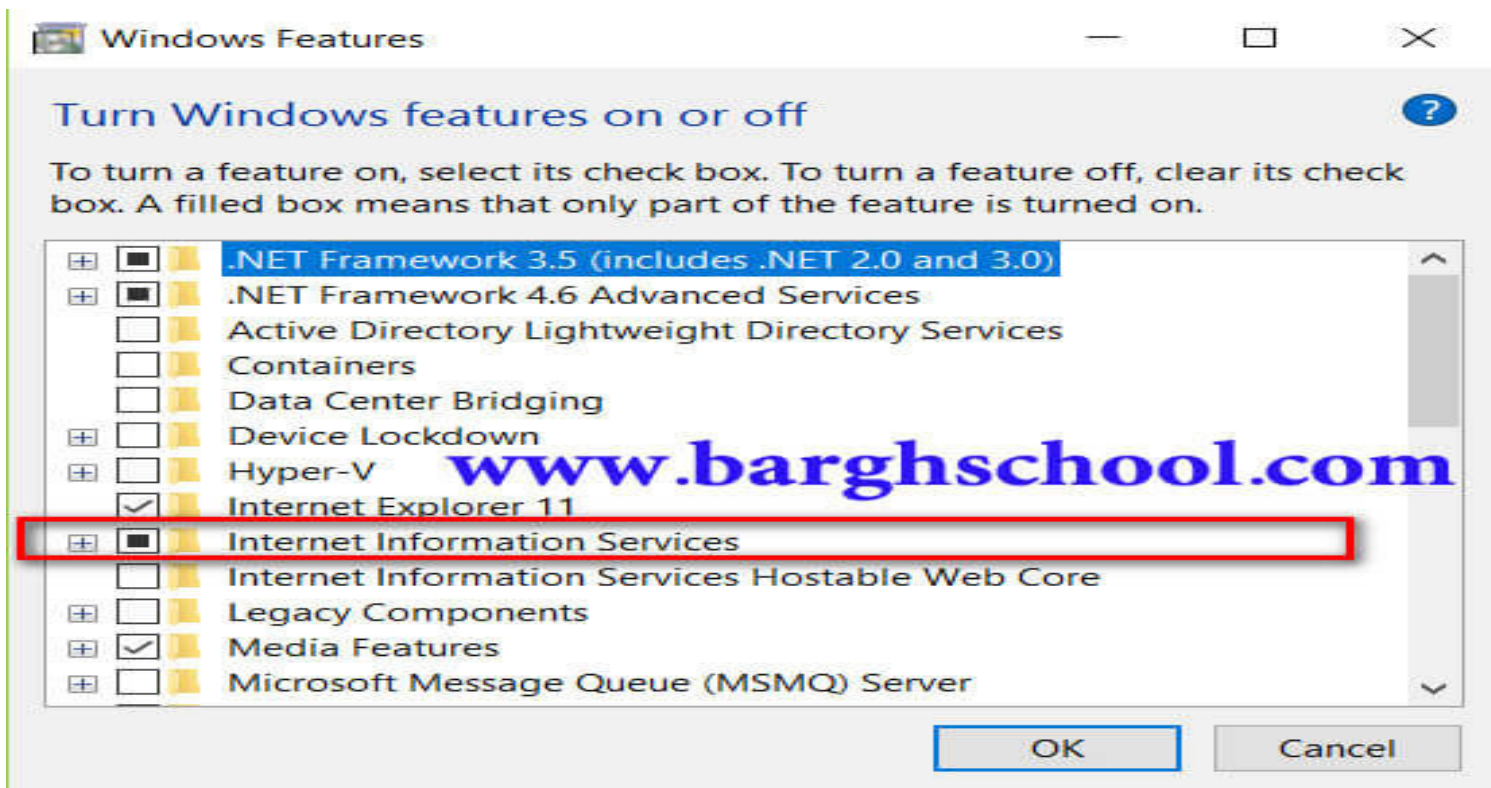 Windows Features
Turn Windows features on or off
?
To turn a feature on, select its check box. To turn a feature off, clear its check
box. A filled box means that only part of the feature is turned on.
.NET Framework 3.5 (includes .NET 2.0 and 3.0)
.NET Framework 4.6 Advanced Services
Active Directory Lightweight Directory Services
Containers
Data Center Bridging
Device Lockdown
Hyper-V
www.barghschool.com
Internet Explorer 11
Internet Information Services
Internet Information Services Hostable Web Core
Legacy Components
Media Features
Microsoft Message Queue (MSMQ) Server
OK
Cancel